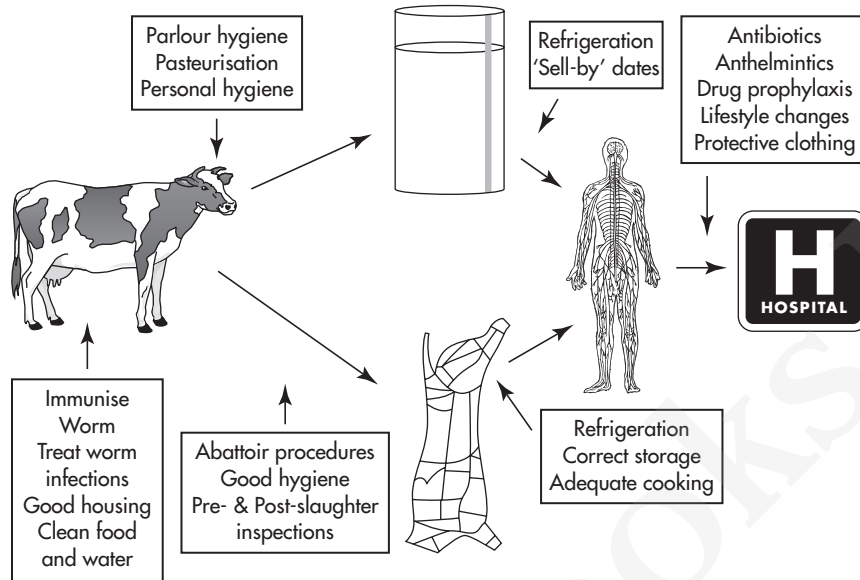 Parlour hygiene
Pasteurisation
Personal hygiene
Refrigeration
‘Sell-by’ dates
Antibiotics
Anthelmintics
Drug prophylaxis
Lifestyle changes
Protective clothing
H
HOSPITAL
Immunise
Worm
Treat worm
infections
Good housing
Clean food
and water
Abattoir procedures
Good hygiene
Pre- & Post-slaughter
inspections
Refrigeration
Correct storage
Adequate cooking